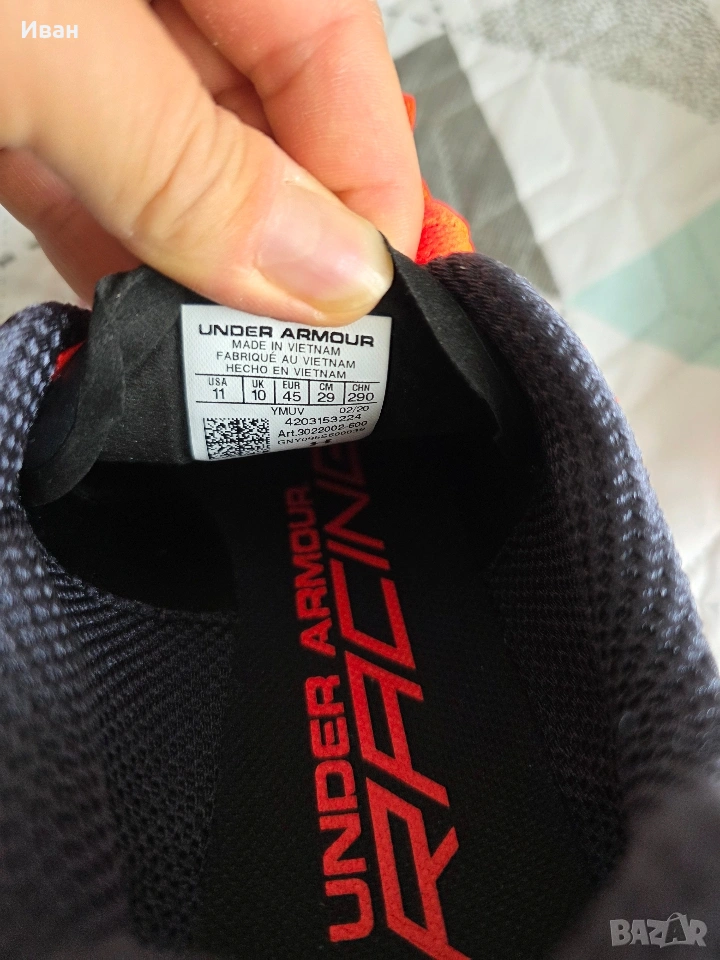 Иван
UNDER ARMOUR
MADE IN VIETNAM
FABRIQUÉ AU VIETNAM
HECHO EN VIETNAM
USA UK EUR CM CHN
11 10 45 29 290
YMUV 02/20
4203153224
Art.3022002-600
UNDER ARMOUR
RACING
BAZAR